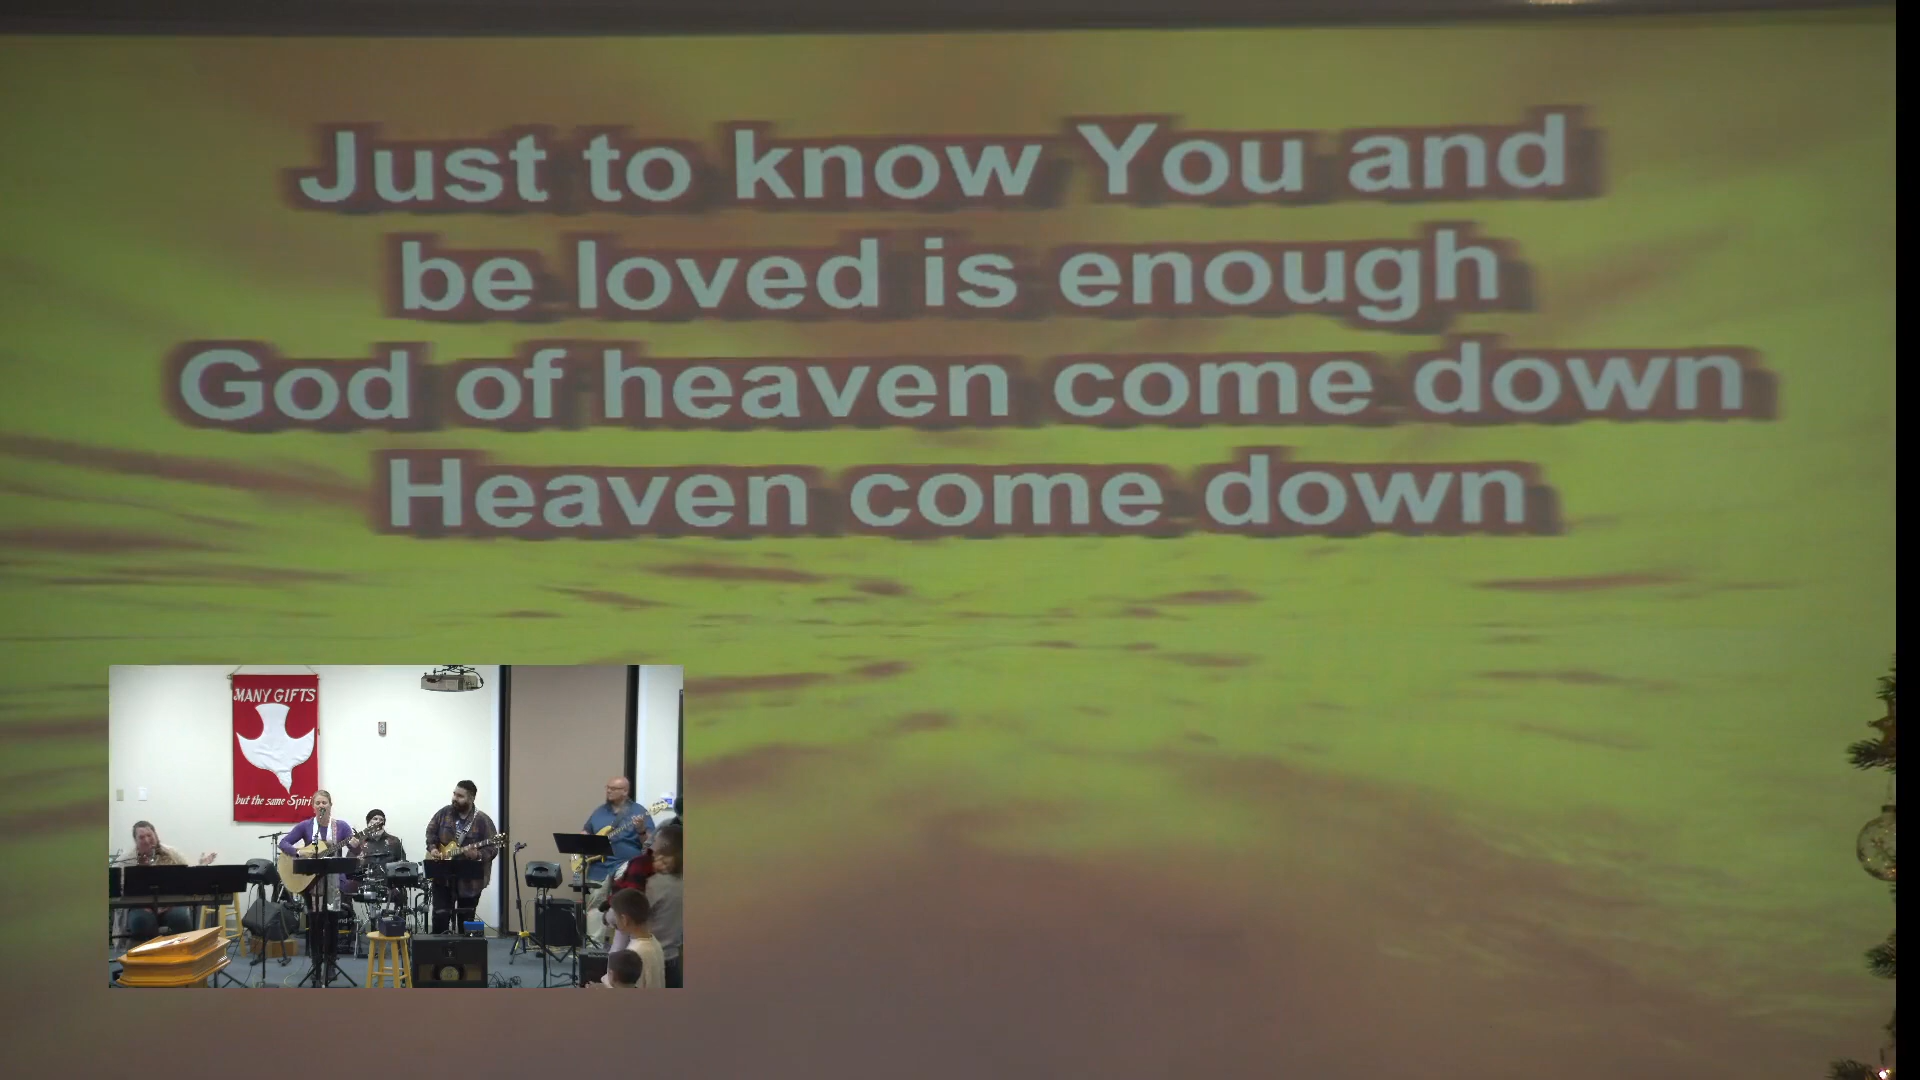 Just to know You and
be loved is enough
God of heaven come down
Heaven come down
MANY GIFTS
but the same Spiri